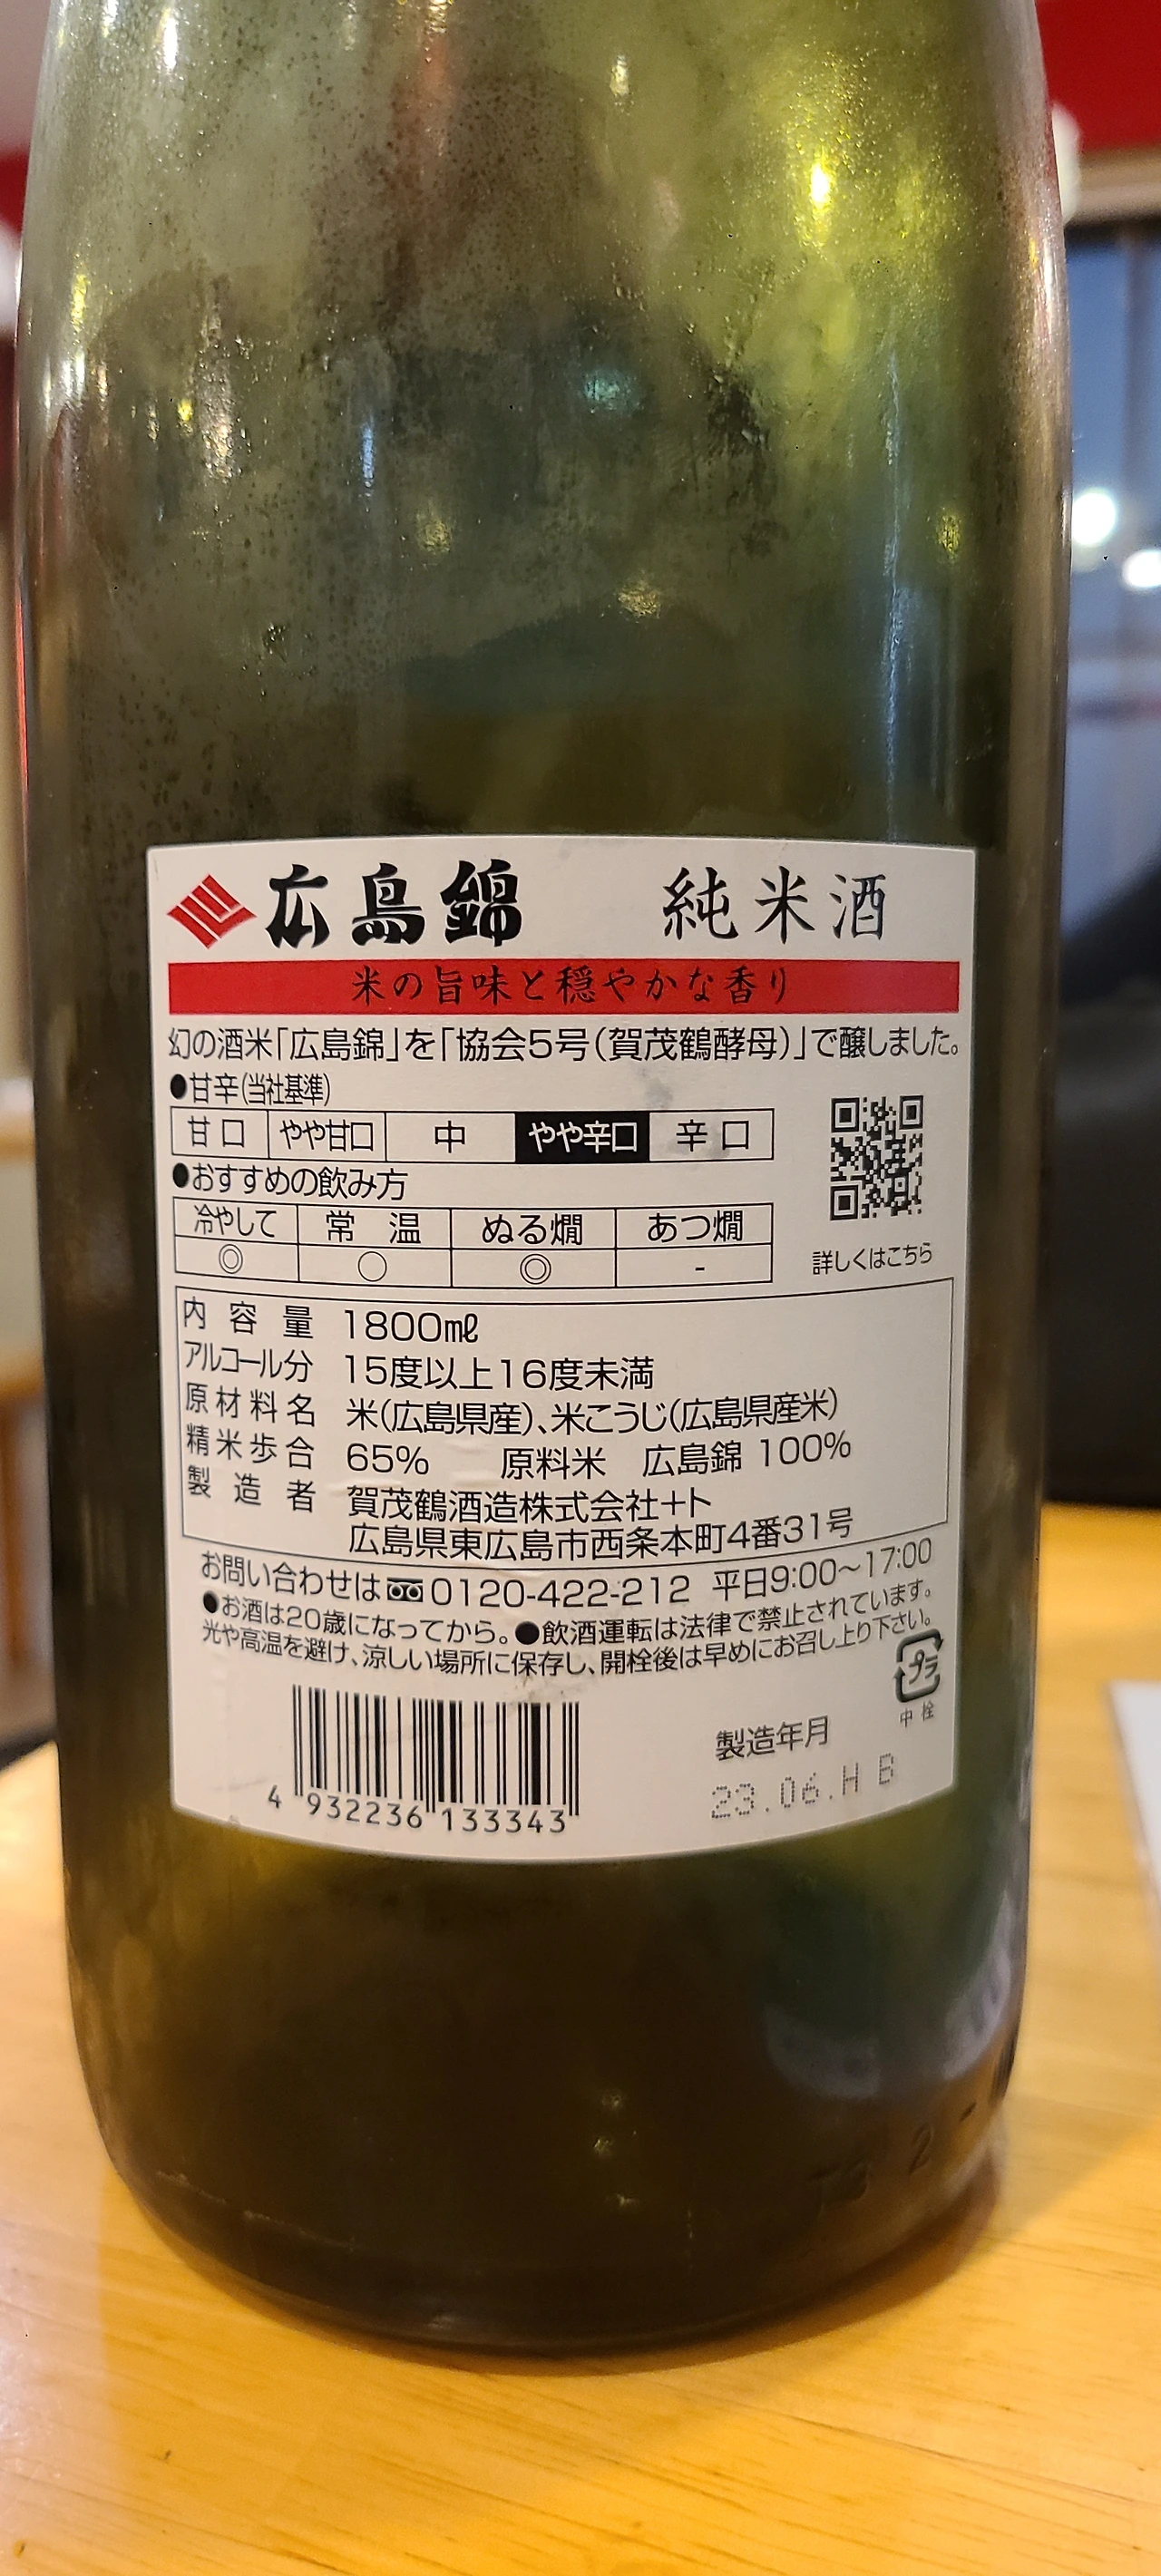 広島錦 純米酒
米の旨味と穏やかな香り
幻の酒米「広島錦」を「協会5号(賀茂鶴酵母)」で醸しました。
●甘辛(当社基準)
甘口 やや甘口 中 やや辛口 辛口
●おすすめの飲み方
冷やして 常温 ぬる燗 あつ燗
◎ ○ ◎ -
詳しくはこちら
内容量 1800mℓ
アルコール分 15度以上16度未満
原材料名 米(広島県産)、米こうじ(広島県産米)
精米歩合 65% 原料米 広島錦 100%
製造者 賀茂鶴酒造株式会社+ト
広島県東広島市西条本町4番31号
お問い合わせは 0120-422-212 平日9:00~17:00
●お酒は20歳になってから。●飲酒運転は法律で禁止されています。
光や高温を避け、涼しい場所に保存し、開栓後は早めにお召し上り下さい。
プラ
中栓
製造年月
23.06.H B
4 932236 133343